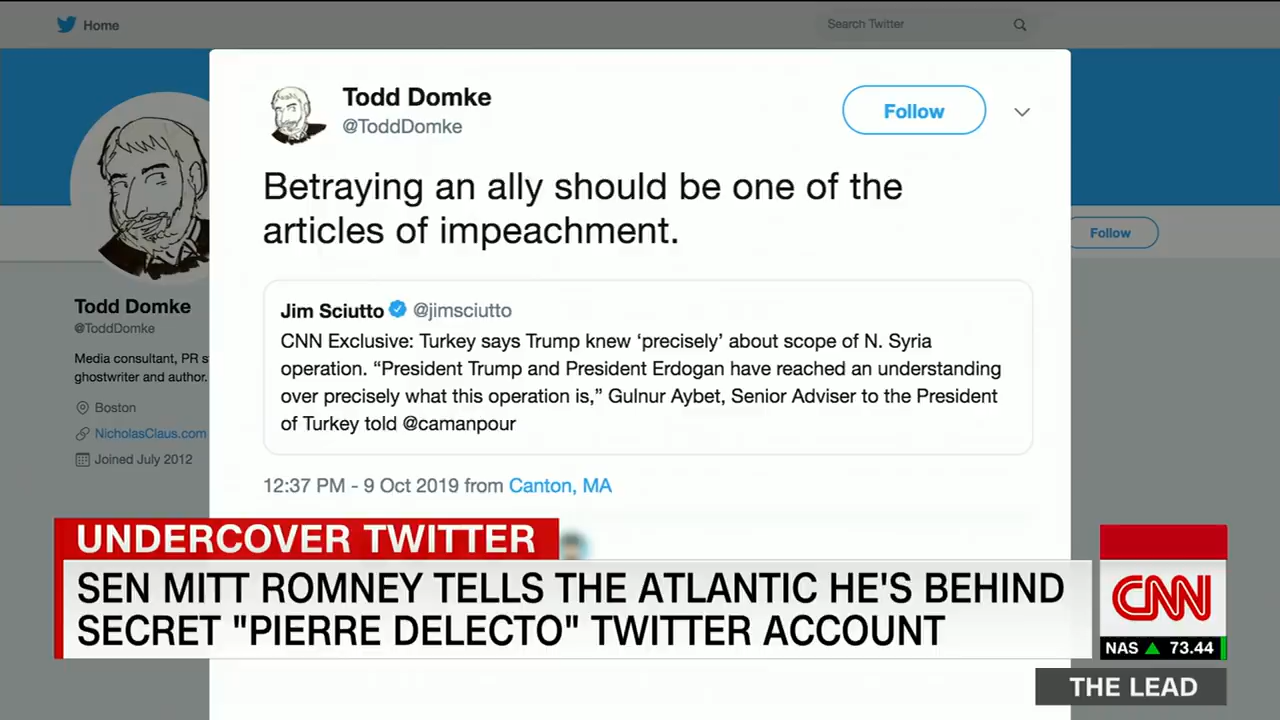 Home
Search Twitter
Todd Domke
@ToddDomke
Follow
Betraying an ally should be one of the
articles of impeachment.
Jim Sciutto @jimsciutto
CNN Exclusive: Turkey says Trump knew ‘precisely’ about scope of N. Syria
operation. “President Trump and President Erdogan have reached an understanding
over precisely what this operation is,” Gulnur Aybet, Senior Adviser to the President
of Turkey told @camanpour
12:37 PM - 9 Oct 2019 from Canton, MA
Follow
Todd Domke
@ToddDomke
Media consultant, PR s
ghostwriter and author.
Boston
NicholasClaus.com
Joined July 2012
UNDERCOVER TWITTER
SEN MITT ROMNEY TELLS THE ATLANTIC HE'S BEHIND
SECRET "PIERRE DELECTO" TWITTER ACCOUNT
CNN
NAS 73.44
THE LEAD